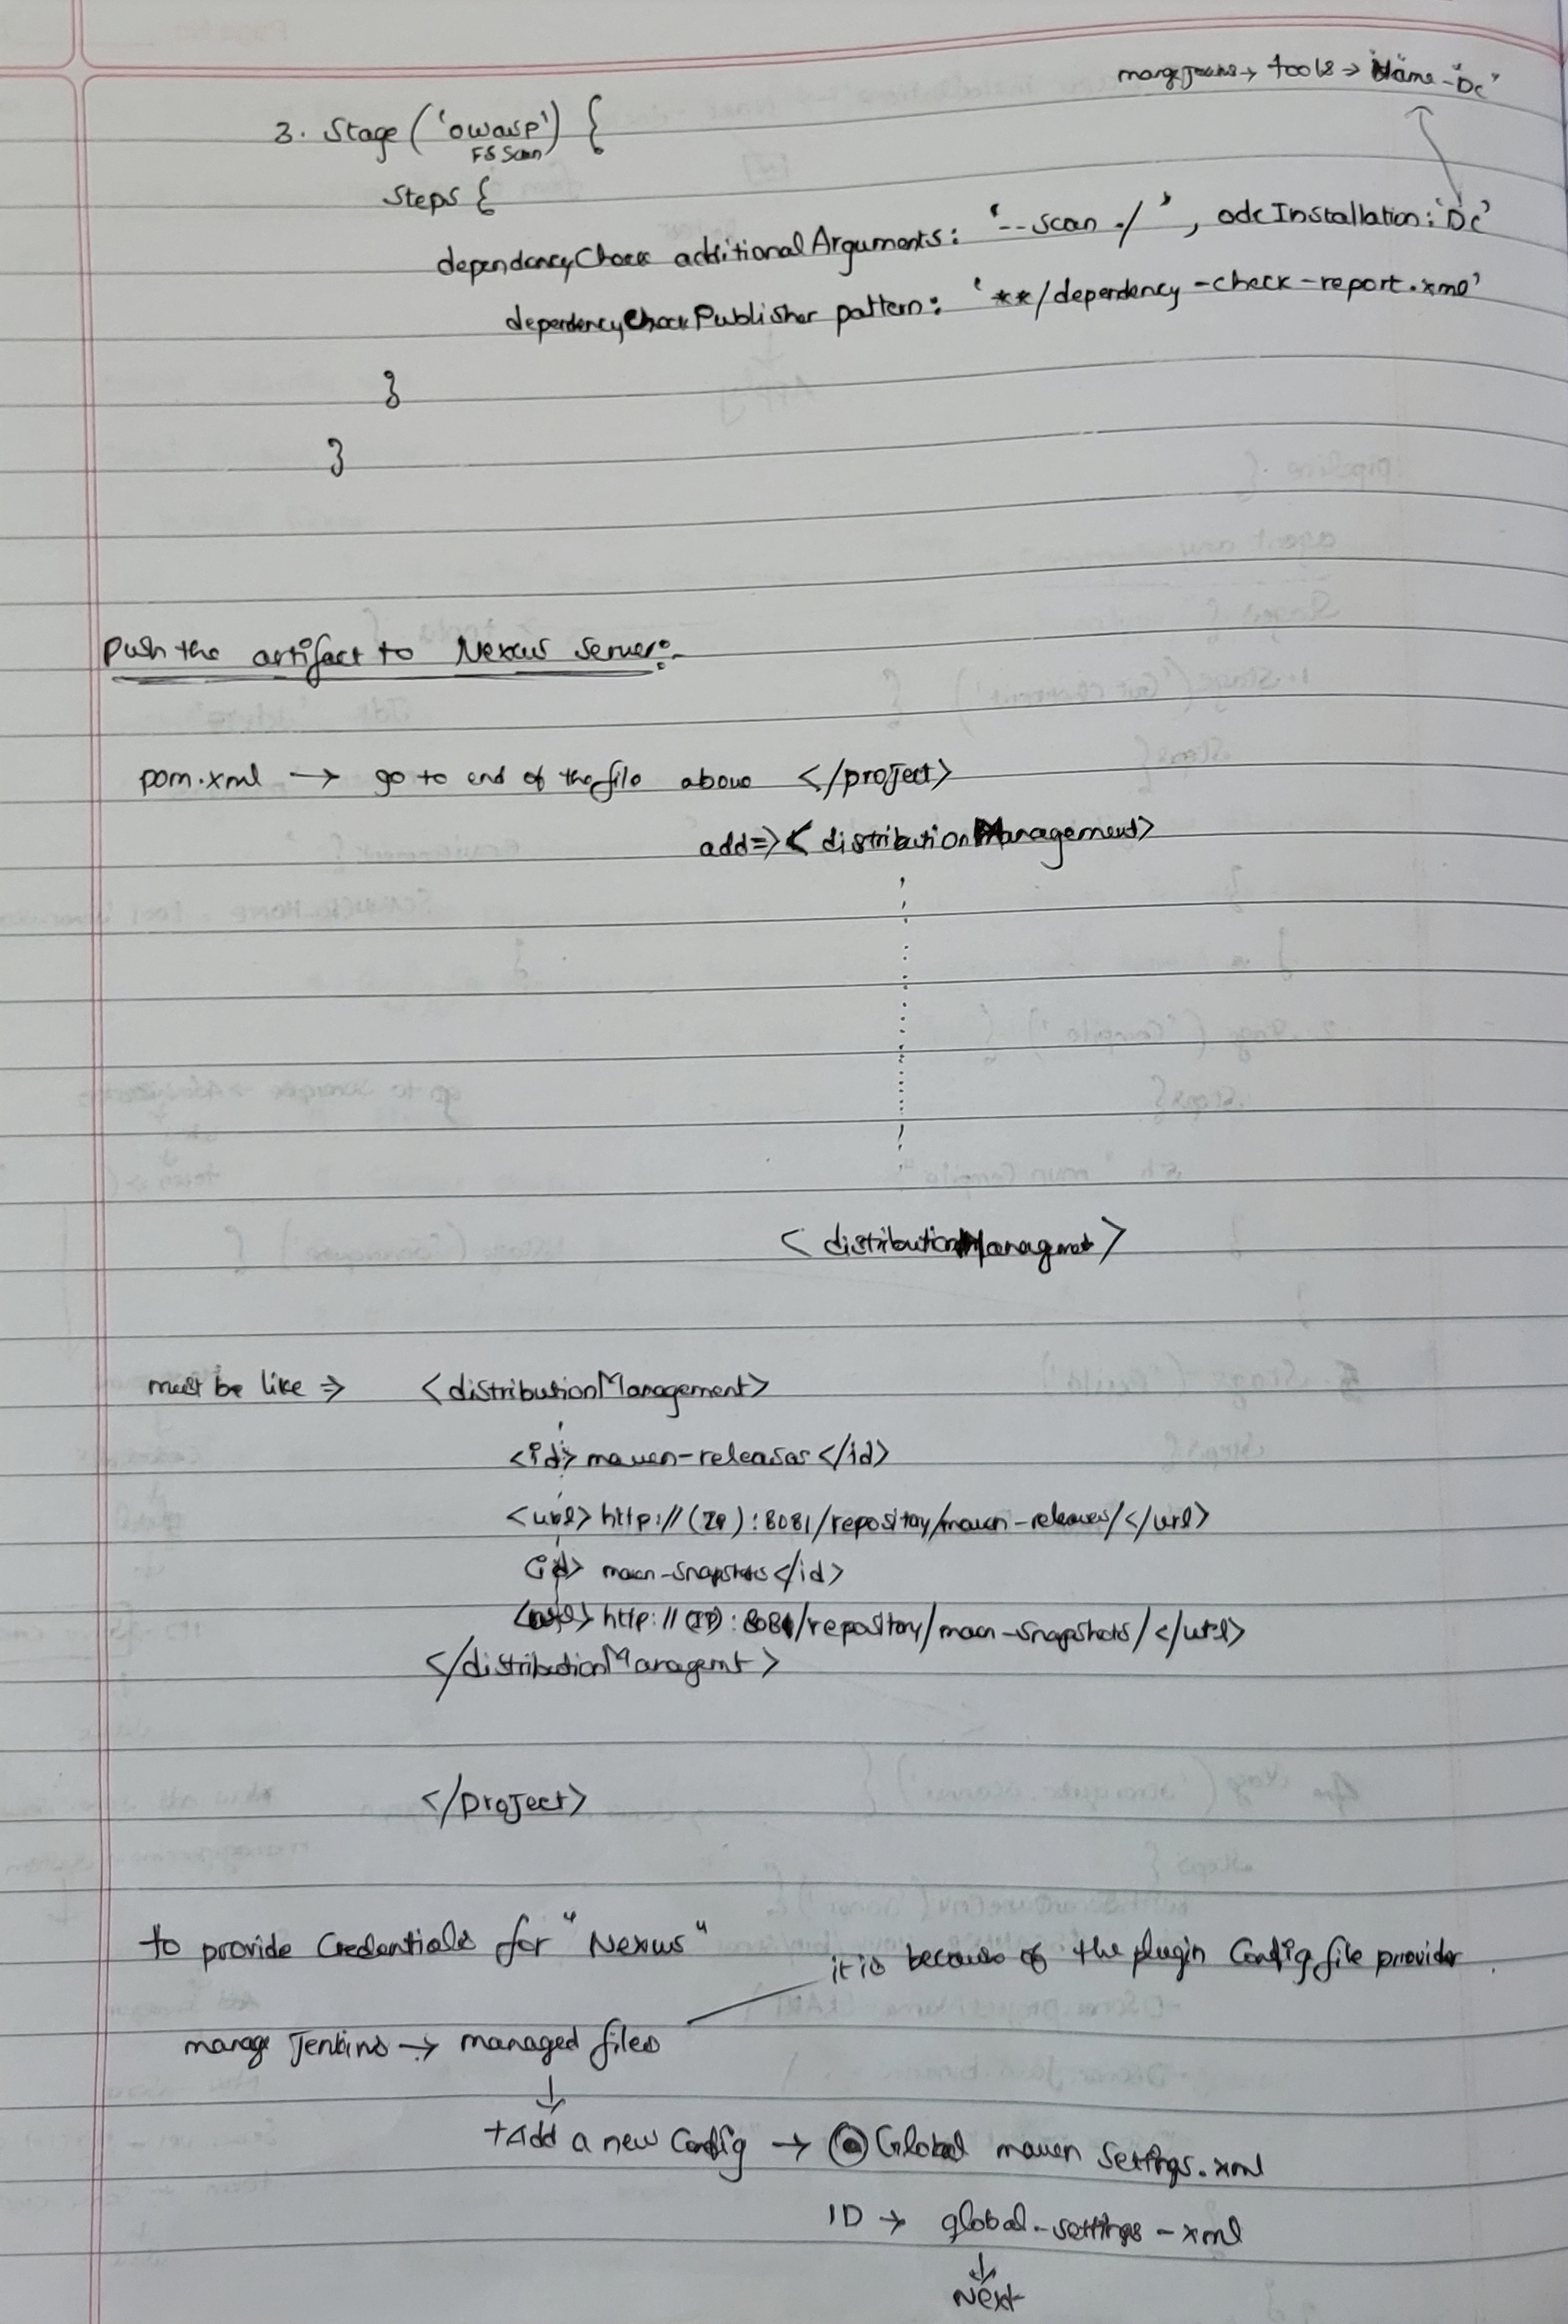 manage Jenkins → tools → Name - "Dc"
3. Stage ('owasp') {
FS Scan
Steps {
dependencyCheck additionalArguments: '--scan ./ ', odcInstallation: 'Dc'
dependencyCheckPublisher pattern: '**/dependency-check-report.xml'
}
}
Push the artifact to Nexus Server:-
pom.xml → go to end of the file above </project>
add => < distributionManagement>
< distributionManagmet >
must be like => <distributionManagement>
<id> maven-releases </id>
<url> http://(IP):8081/repository/maven-releases/</url>
<id> maven-snapshots </id>
<url> http://(IP):8081/repository/maven-snapshots/</url>
</distributionManagemt >
</Project>
to provide Credentials for "Nexus"
it is because of the plugin Config file provider.
manage Jenkins → managed files
↓
+Add a new Config → Global maven Settings.xml
ID → global-settings-xml
↓
Next